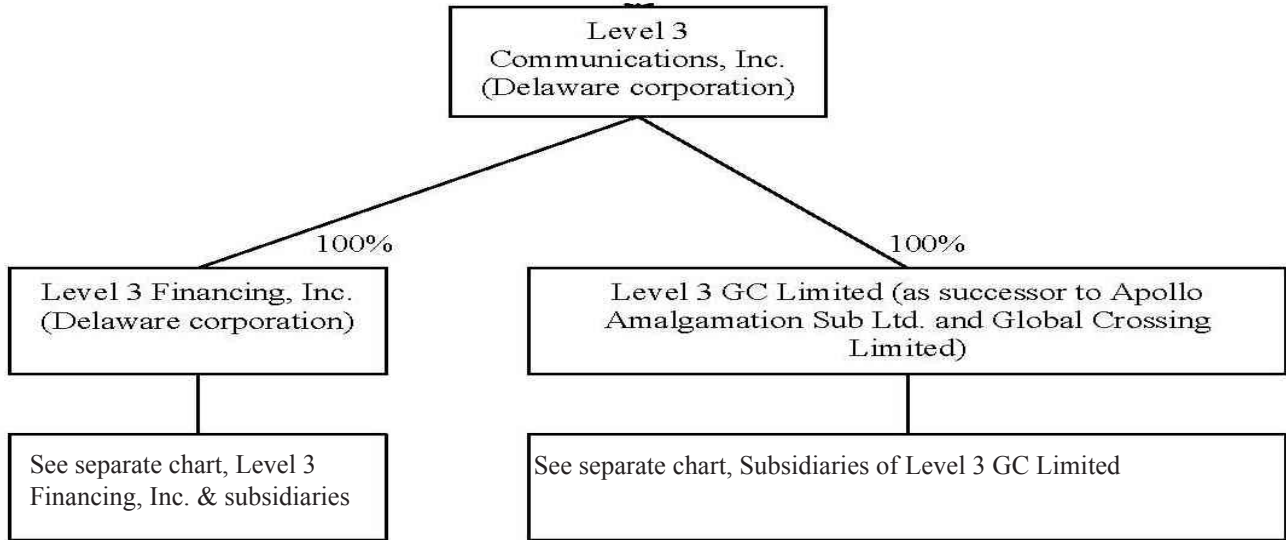 Level 3
Communications, Inc.
(Delaware corporation)
100%
100%
Level 3 Financing, Inc.
(Delaware corporation)
Level 3 GC Limited (as successor to Apollo
Amalgamation Sub Ltd. and Global Crossing
Limited)
See separate chart, Level 3
Financing, Inc. & subsidiaries
See separate chart, Subsidiaries of Level 3 GC Limited